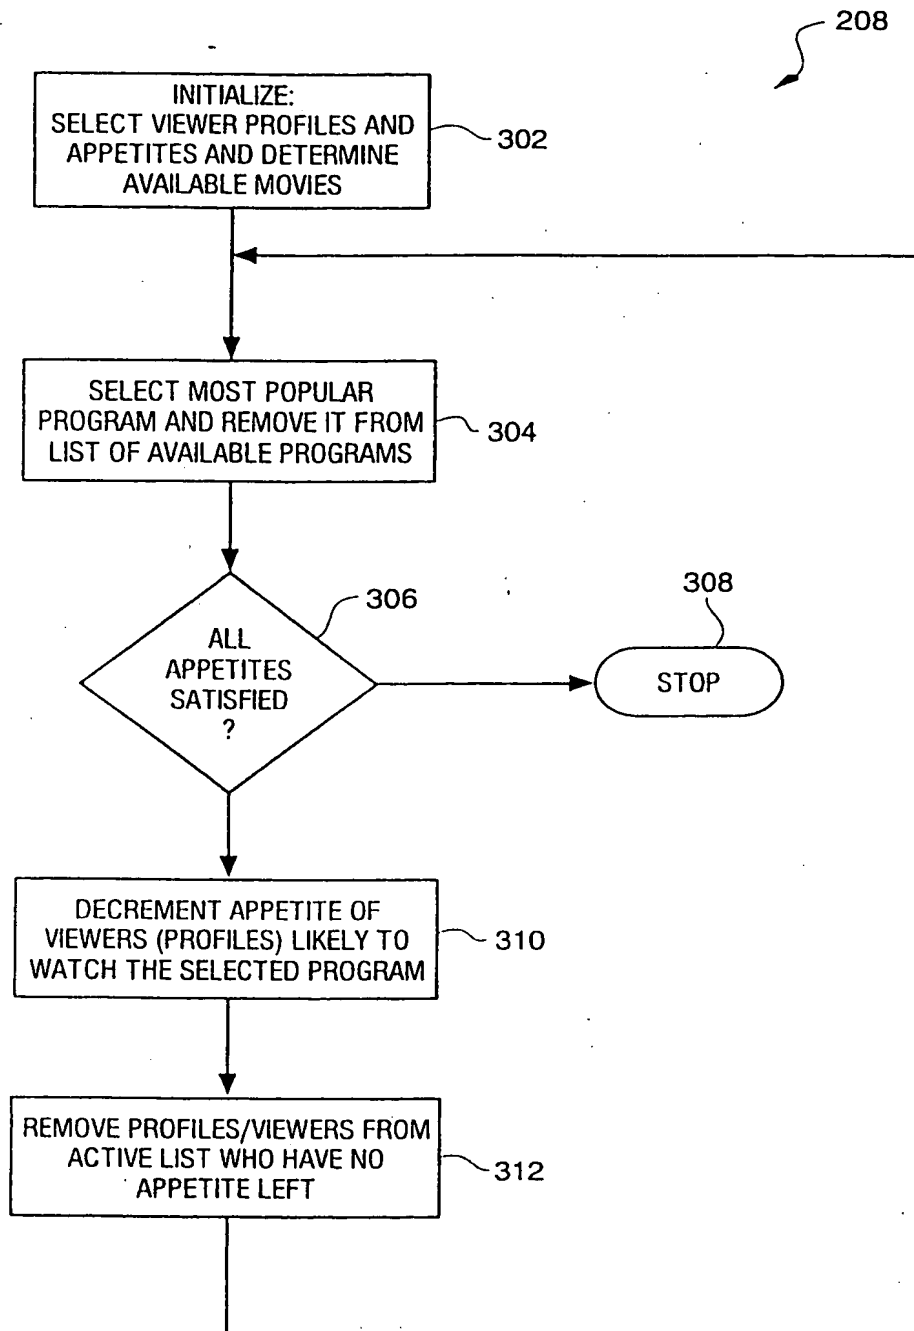 208
INITIALIZE:
SELECT VIEWER PROFILES AND
APPETITES AND DETERMINE
AVAILABLE MOVIES
302
SELECT MOST POPULAR
PROGRAM AND REMOVE IT FROM
LIST OF AVAILABLE PROGRAMS
304
306
ALL
APPETITES
SATISFIED
?
308
STOP
DECREMENT APPETITE OF
VIEWERS (PROFILES) LIKELY TO
WATCH THE SELECTED PROGRAM
310
REMOVE PROFILES/VIEWERS FROM
ACTIVE LIST WHO HAVE NO
APPETITE LEFT
312